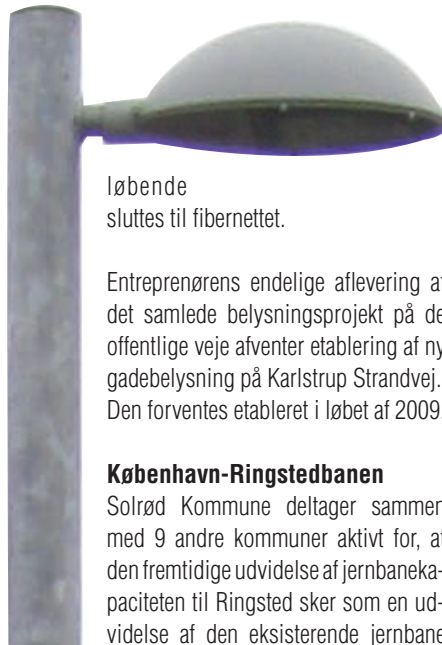 løbende
sluttes til fibernettet.
Entreprenørens endelige aflevering af
det samlede belysningsprojekt på de
offentlige veje afventer etablering af ny
gadebelysning på Karlstrup Strandvej.
Den forventes etableret i løbet af 2009.
København-Ringstedbanen
Solrød Kommune deltager sammen
med 9 andre kommuner aktivt for, at
den fremtidige udvidelse af jernbaneka-
paciteten til Ringsted sker som en ud-
videlse af den eksisterende jernbane